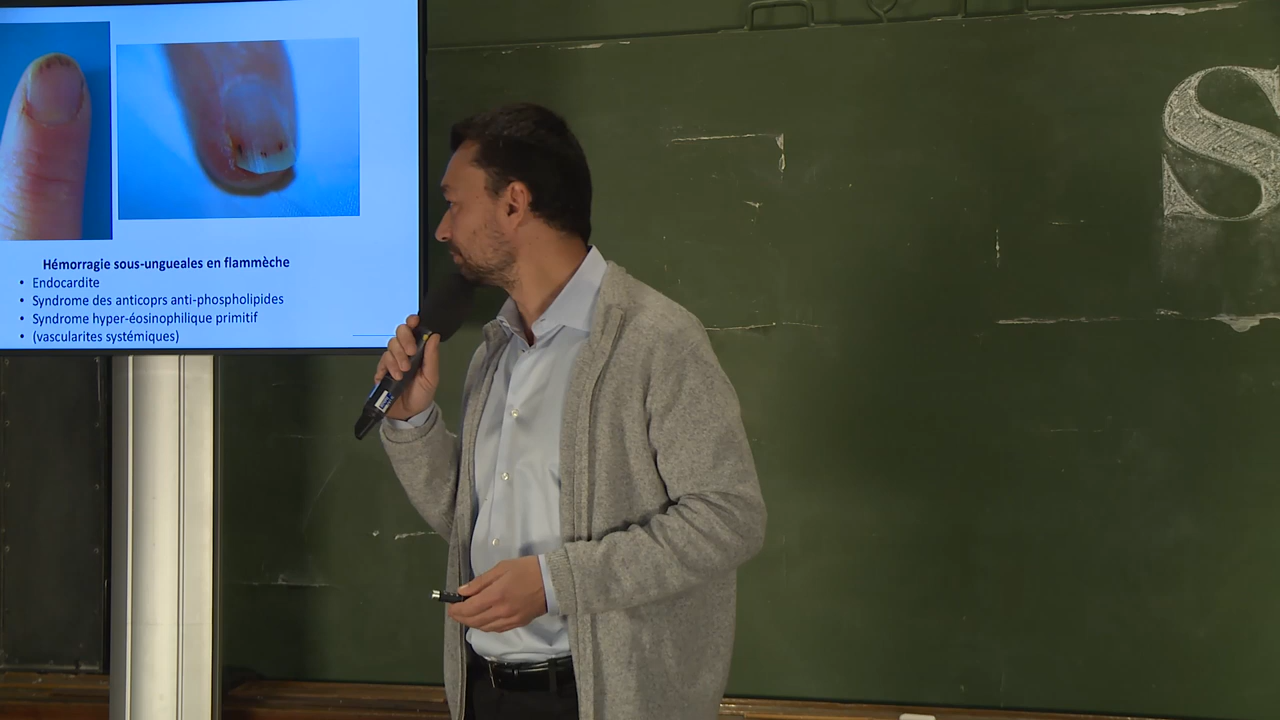 Hémorragie sous-ungueales en flammèche
• Endocardite
• Syndrome des anticoprs anti-phospholipides
• Syndrome hyper-éosinophilique primitif
• (vascularites systémiques)
S